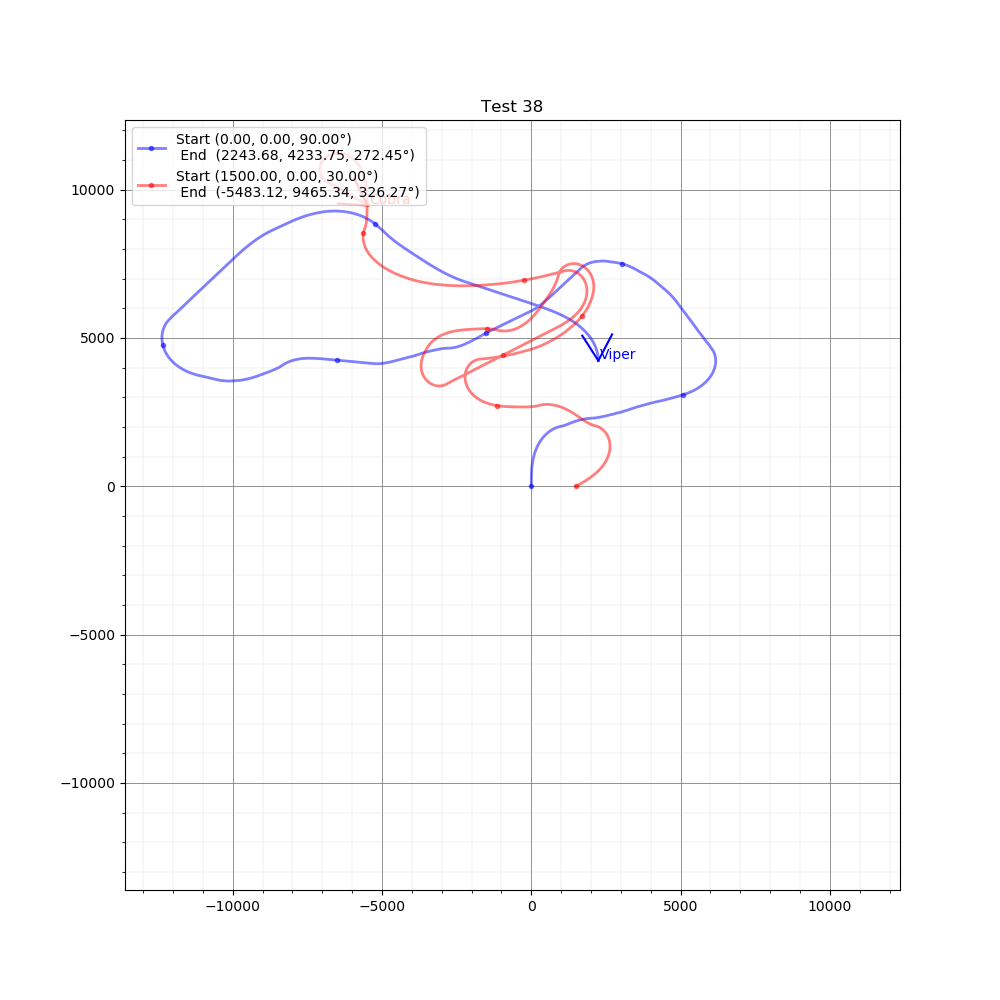 Test 38
Start (0.00, 0.00, 90.00°)
End (2243.68, 4233.75, 272.45°)
Start (1500.00, 0.00, 30.00°)
End (-5483.12, 9465.34, 326.27°)
Cobra
10000
5000
Viper
0
−5000
−10000
−10000 −5000 0 5000 10000